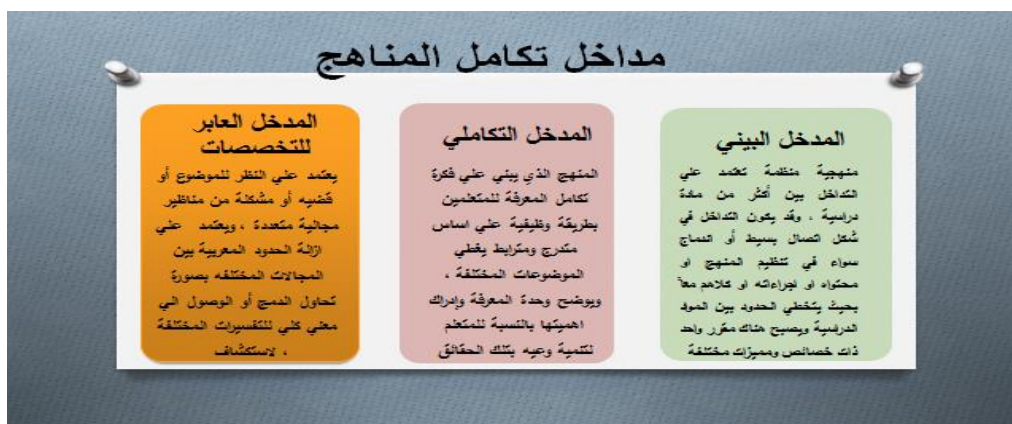 مداخل تكامل المناهج
المدخل البيني
منهجية منظمة تعتمد علي
التداخل بين أكثر من مادة
دراسية ، وقد يكون التداخل في
شكل اتصال بسيط أو اندماج
سواء في تنظيم المنهج او
محتواه او اجراءاته او كلاهم معاً
بحيث يتخطي الحدود بين المود
الدرسية ويصبح هناك مقرر واحد
ذات خصائص ومميزات مختلفة
المدخل التكاملي
المنهج الذي يبني علي فكرة
تكامل المعرفة للمتعلمين
بطريقة وظيفية علي اساس
متدرج ومترابط يغطي
الموضوعات المختلفة ،
ويوضح وحدة المعرفة وإدراك
اهميتها بالنسبة للمتعلم
لتنمية وعيه بتلك الحقائق
المدخل العابر
للتخصصات
يعتمد علي النظر للموضوع أو
قضيه أو مشكلة من مناظير
مجالية متعددة ، ويعتمد علي
ازالة الحدود المعربية بين
المجالات المختلفه بصورة
تحاول الدمج أو الوصول الي
معني كلي للتفسيرات المختلفة
، لاستكشاف